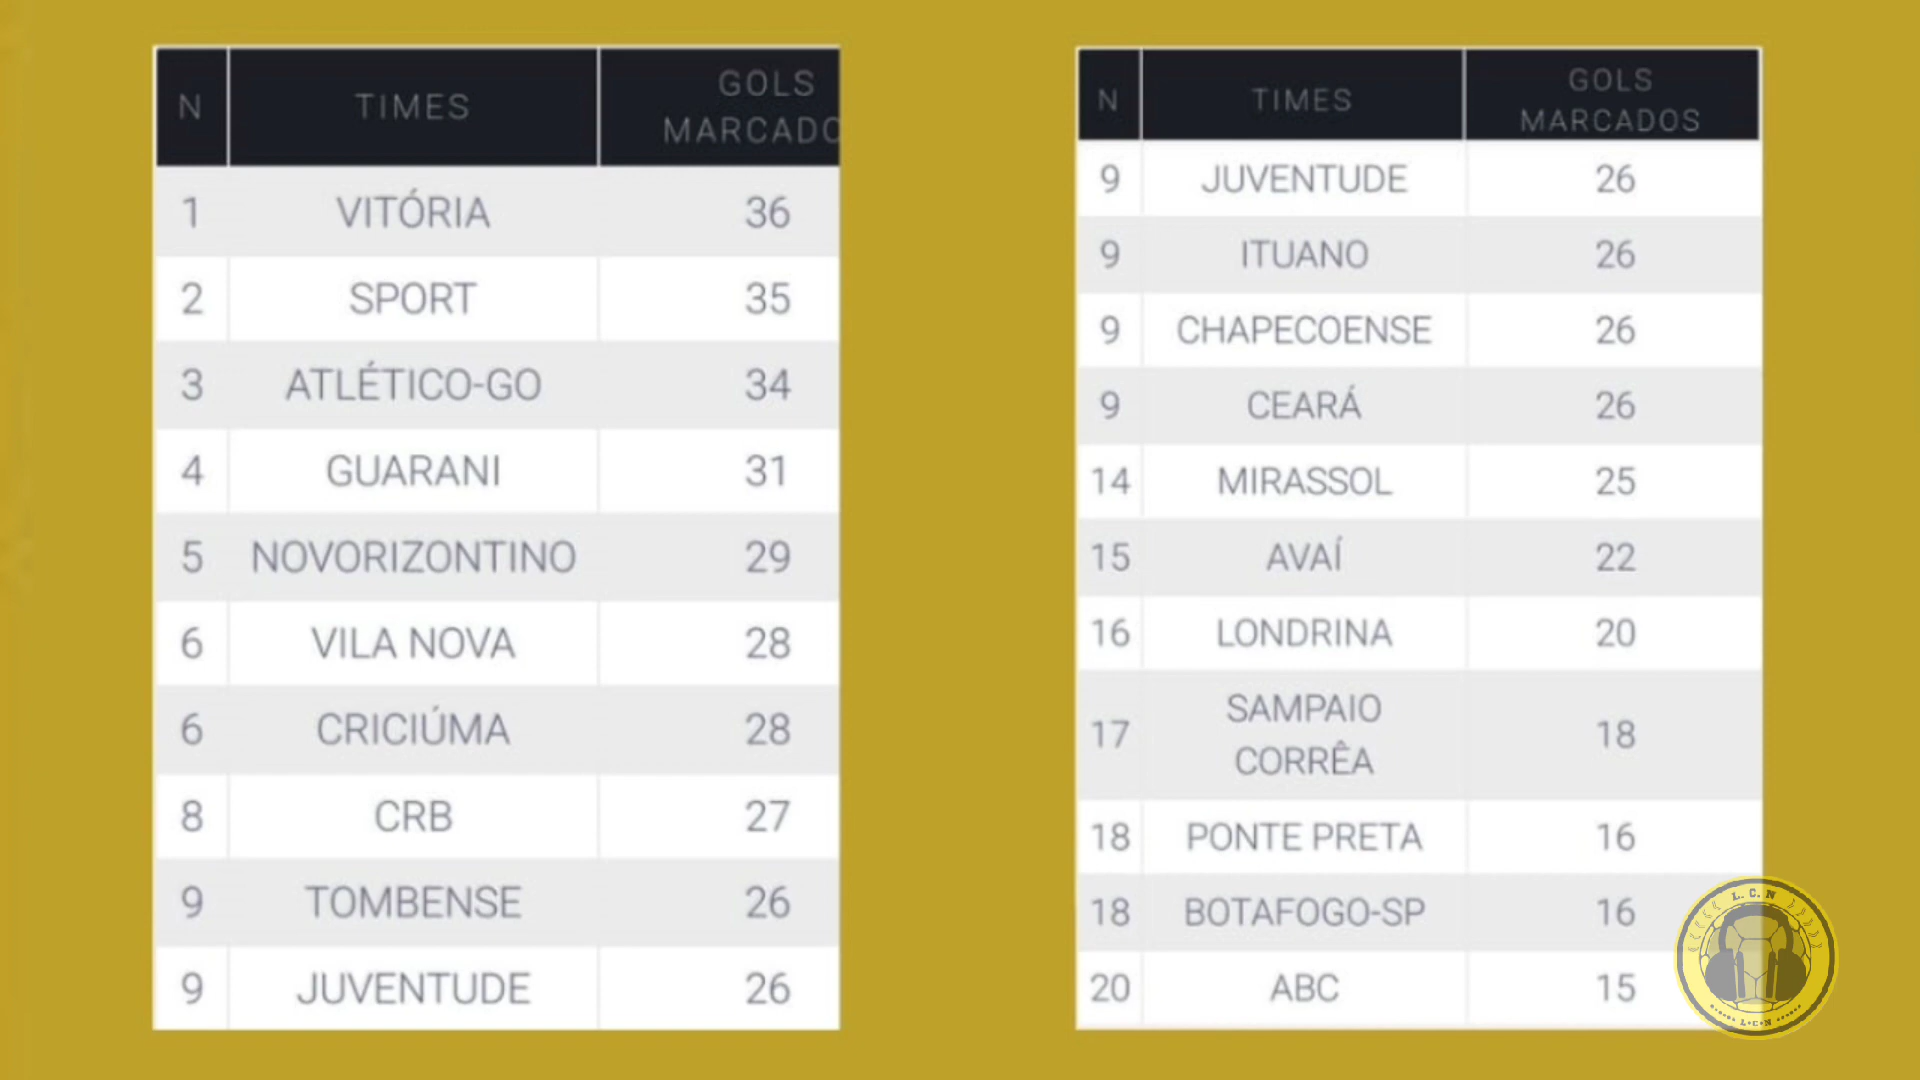 N TIMES GOLS
MARCADO
1 VITÓRIA 36
2 SPORT 35
3 ATLÉTICO-GO 34
4 GUARANI 31
5 NOVORIZONTINO 29
6 VILA NOVA 28
6 CRICIÚMA 28
8 CRB 27
9 TOMBENSE 26
9 JUVENTUDE 26
N TIMES GOLS
MARCADOS
9 JUVENTUDE 26
9 ITUANO 26
9 CHAPECOENSE 26
9 CEARÁ 26
14 MIRASSOL 25
15 AVAÍ 22
16 LONDRINA 20
17 SAMPAIO
CORRÊA 18
18 PONTE PRETA 16
18 BOTAFOGO-SP 16
20 ABC 15
L. C. N
L•C•N